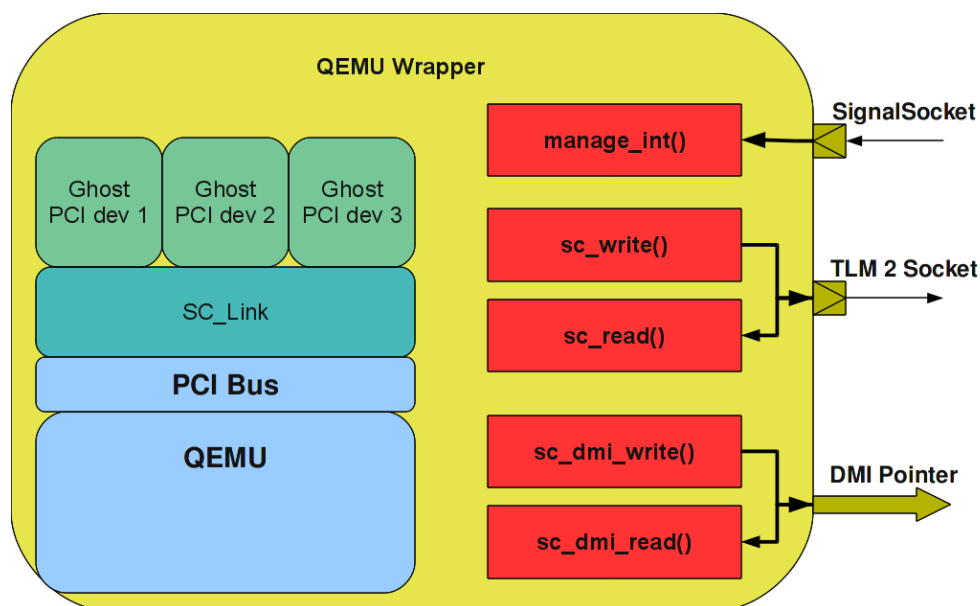 QEMU Wrapper
Ghost
PCI dev 1
Ghost
PCI dev 2
Ghost
PCI dev 3
SC_Link
PCI Bus
QEMU
manage_int()
sc_write()
sc_read()
sc_dmi_write()
sc_dmi_read()
SignalSocket
TLM 2 Socket
DMI Pointer